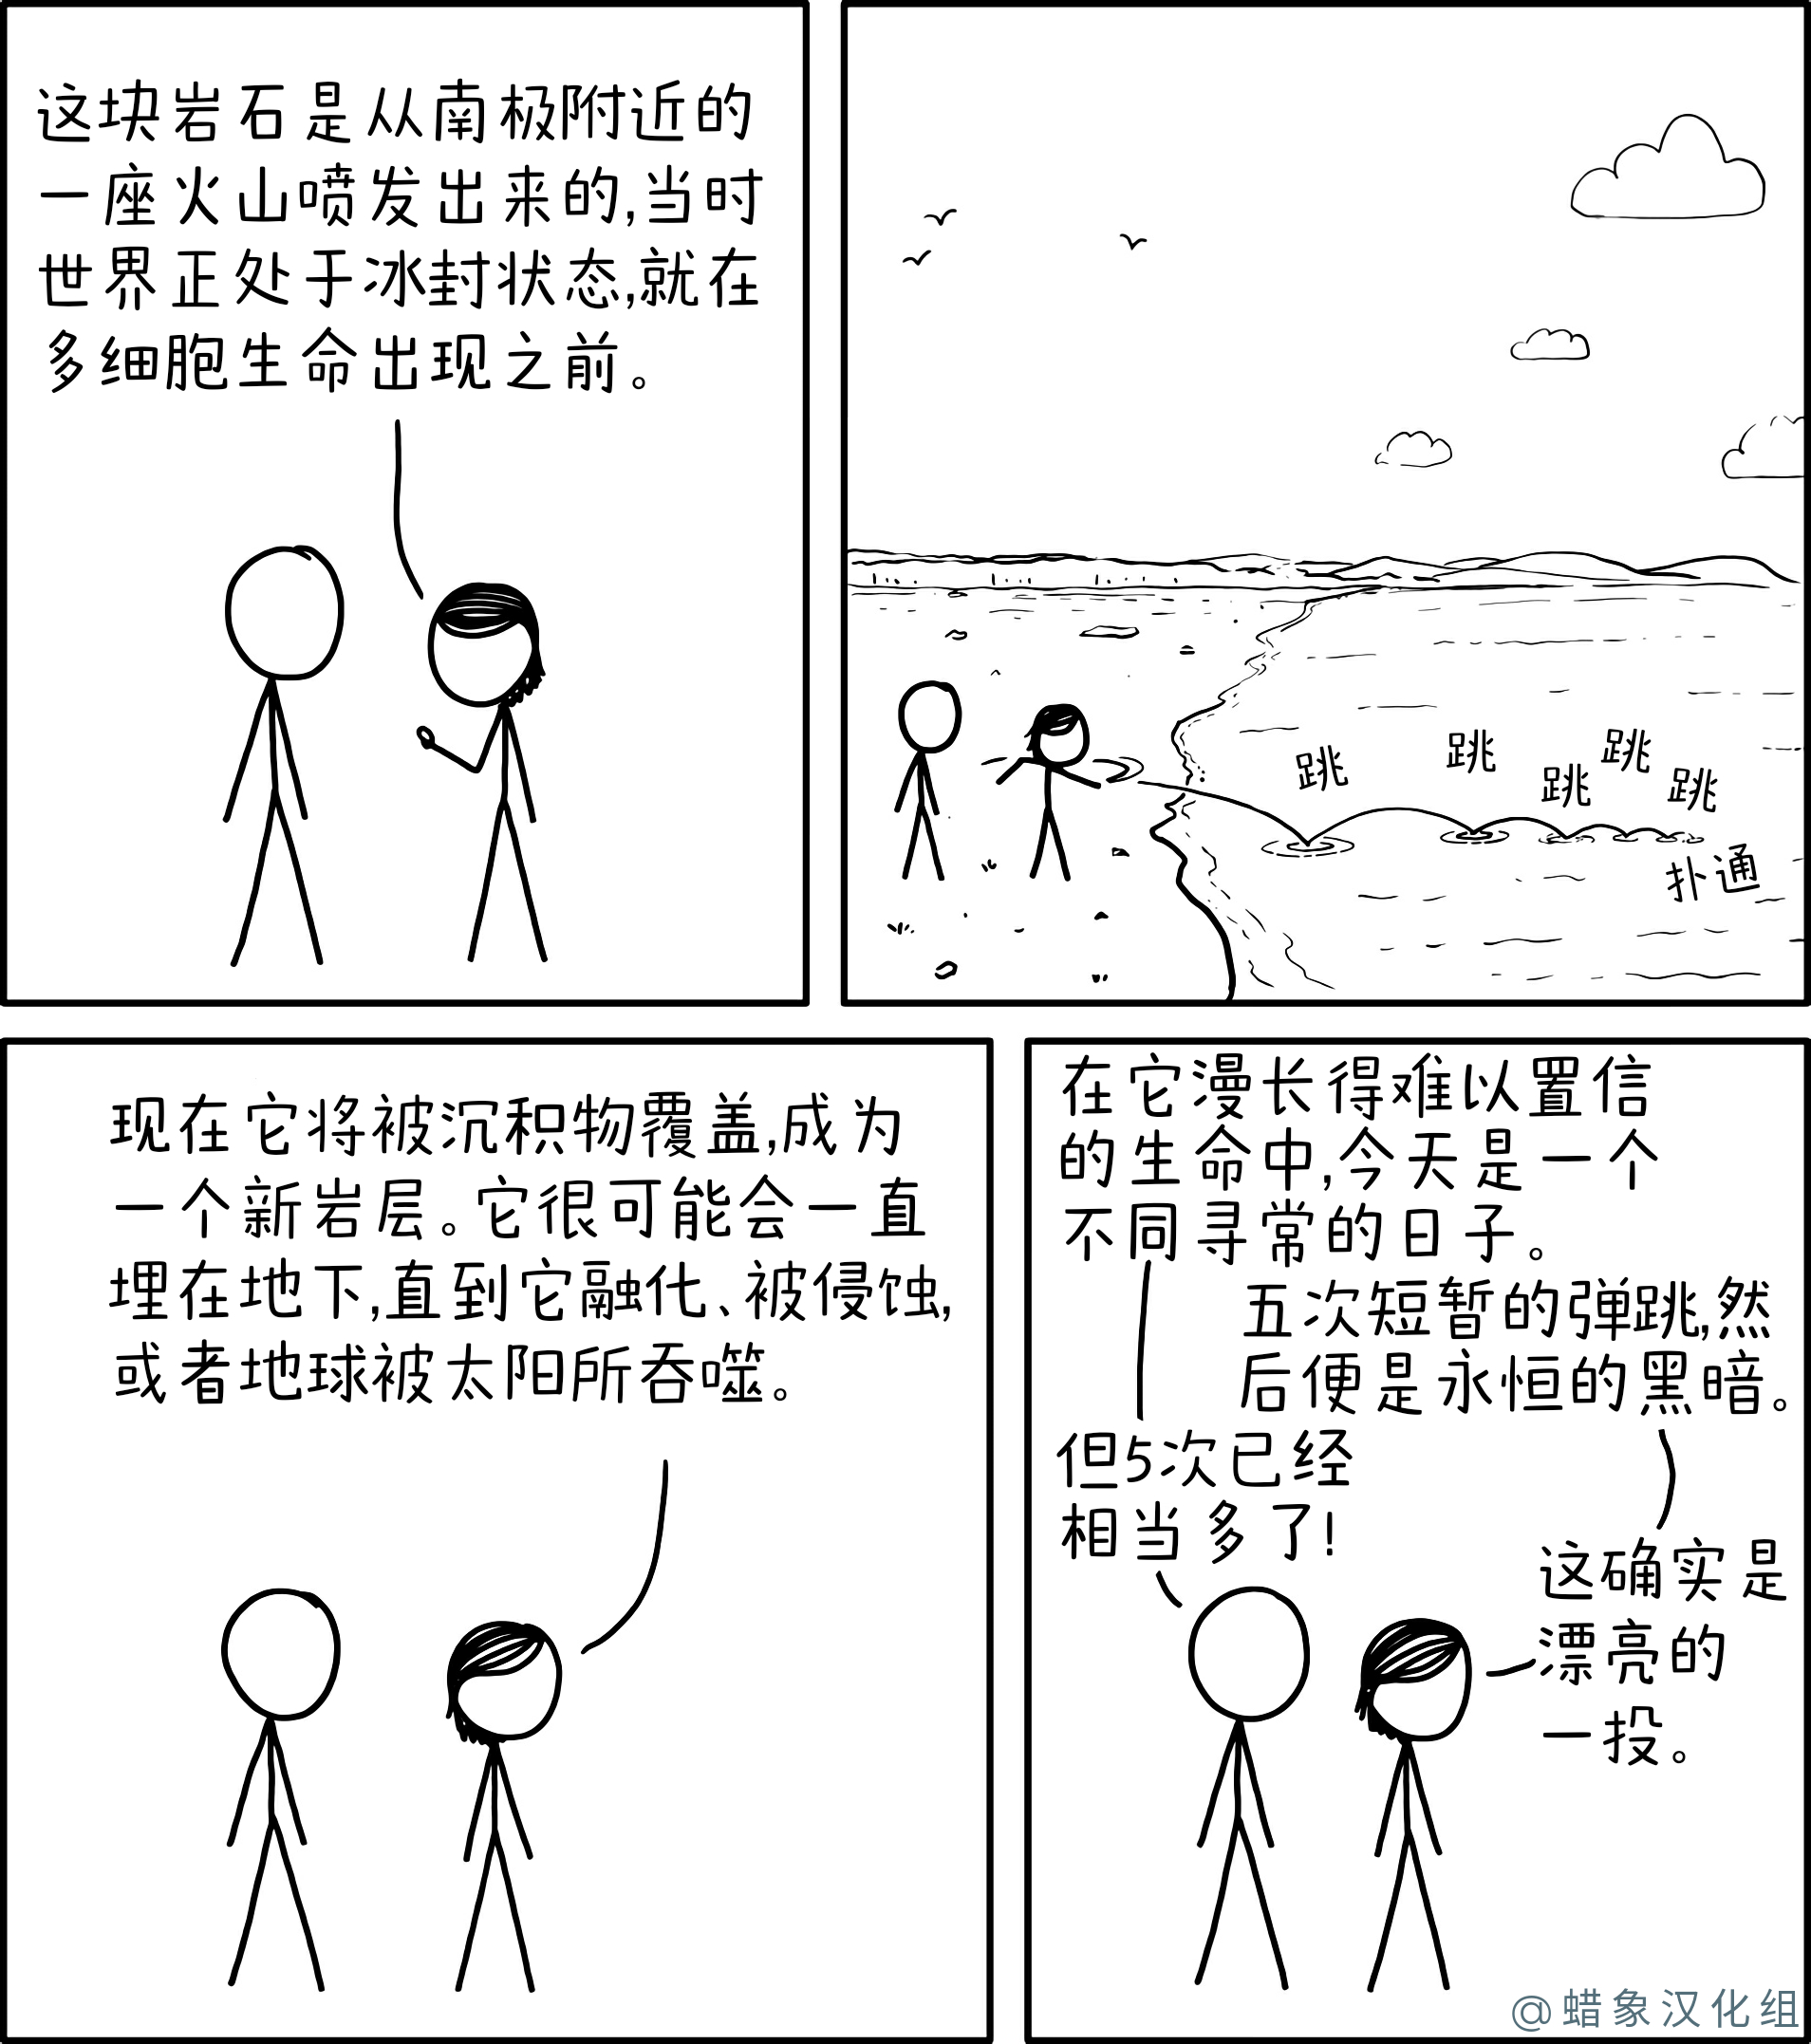 这块岩石是从南极附近的
一座火山喷发出来的,当时
世界正处于冰封状态,就在
多细胞生命出现之前。
跳
跳
跳
跳
跳
扑通
现在它将被沉积物覆盖,成为
一个新岩层。它很可能会一直
埋在地下,直到它融化、被侵蚀,
或者地球被太阳所吞噬。
在它漫长得难以置信
的生命中,今天是一个
不同寻常的日子。
五次短暂的弹跳,然
后便是永恒的黑暗。
但5次已经
相当多了!
这确实是
漂亮的
一投。
@蜡象汉化组